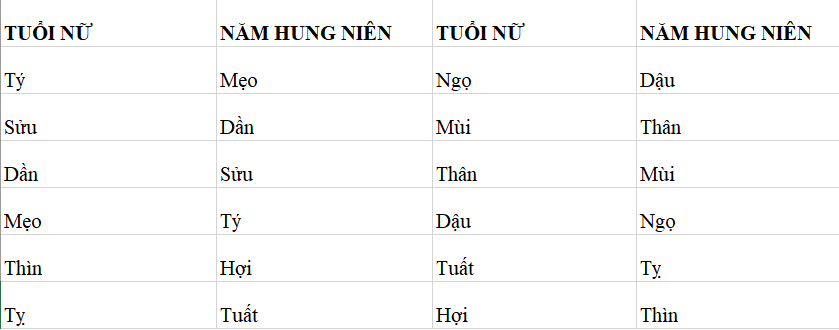 TUỔI NỮ NĂM HUNG NIÊN TUỔI NỮ NĂM HUNG NIÊN
Tý Mẹo Ngọ Dậu
Sửu Dần Mùi Thân
Dần Sửu Thân Mùi
Mẹo Tý Dậu Ngọ
Thìn Hợi Tuất Tỵ
Tỵ Tuất Hợi Thìn